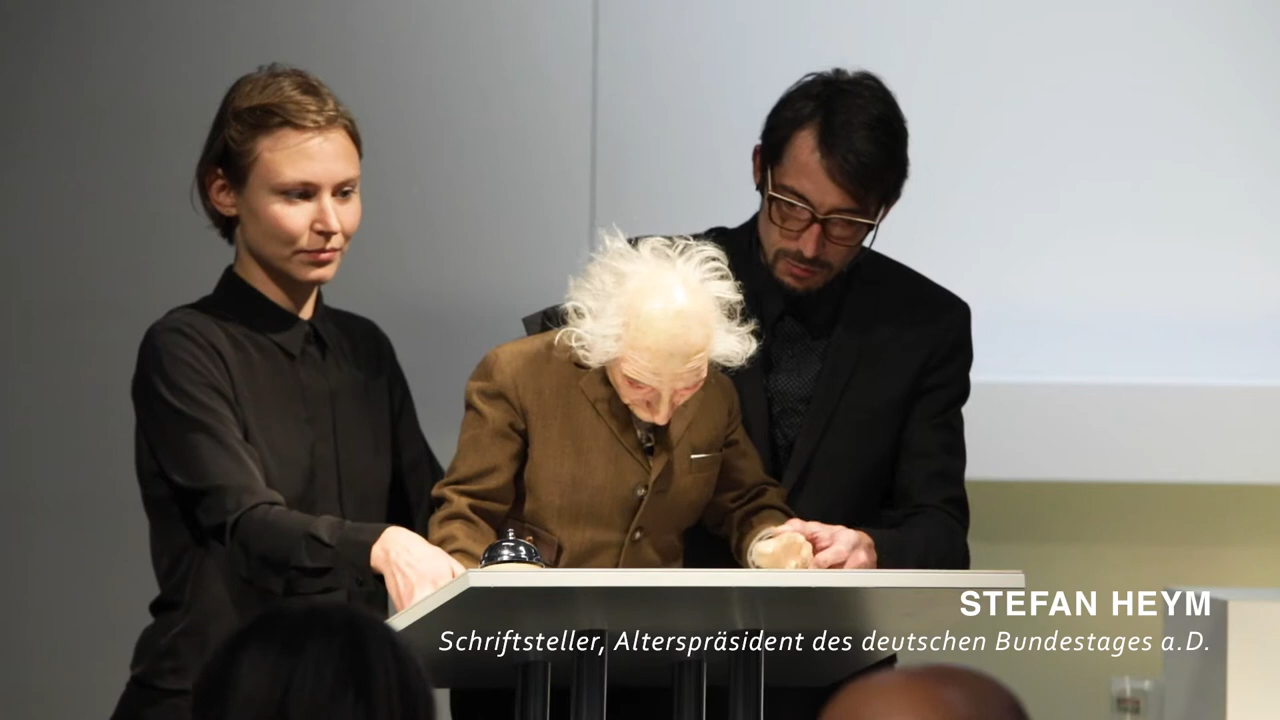 STEFAN HEYM
Schriftsteller, Alterspräsident des deutschen Bundestages a.D.